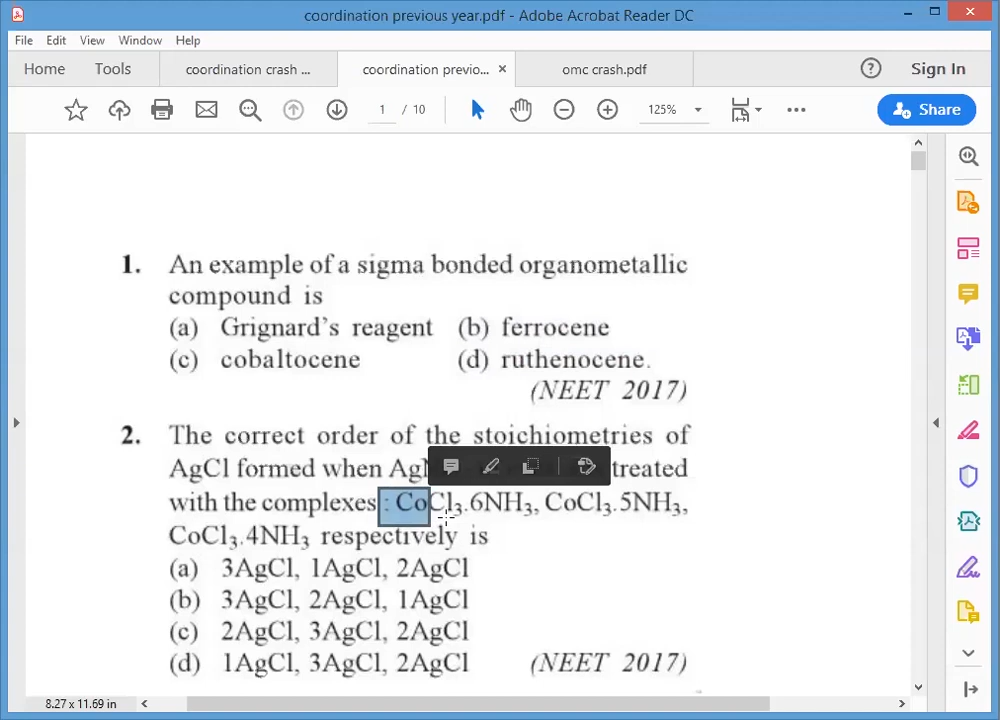 coordination previous year.pdf - Adobe Acrobat Reader DC
File Edit View Window Help
Home Tools coordination crash ... coordination previo... × omc crash.pdf ? Sign In
1 / 10 125% Share
1. An example of a sigma bonded organometallic
compound is
(a) Grignard’s reagent (b) ferrocene
(c) cobaltocene (d) ruthenocene.
(NEET 2017)
2. The correct order of the stoichiometries of
AgCl formed when treated
with the complexes : CoCl₃.6NH₃, CoCl₃.5NH₃,
CoCl₃.4NH₃ respectively is
(a) 3AgCl, 1AgCl, 2AgCl
(b) 3AgCl, 2AgCl, 1AgCl
(c) 2AgCl, 3AgCl, 2AgCl
(d) 1AgCl, 3AgCl, 2AgCl (NEET 2017)
8.27 x 11.69 in